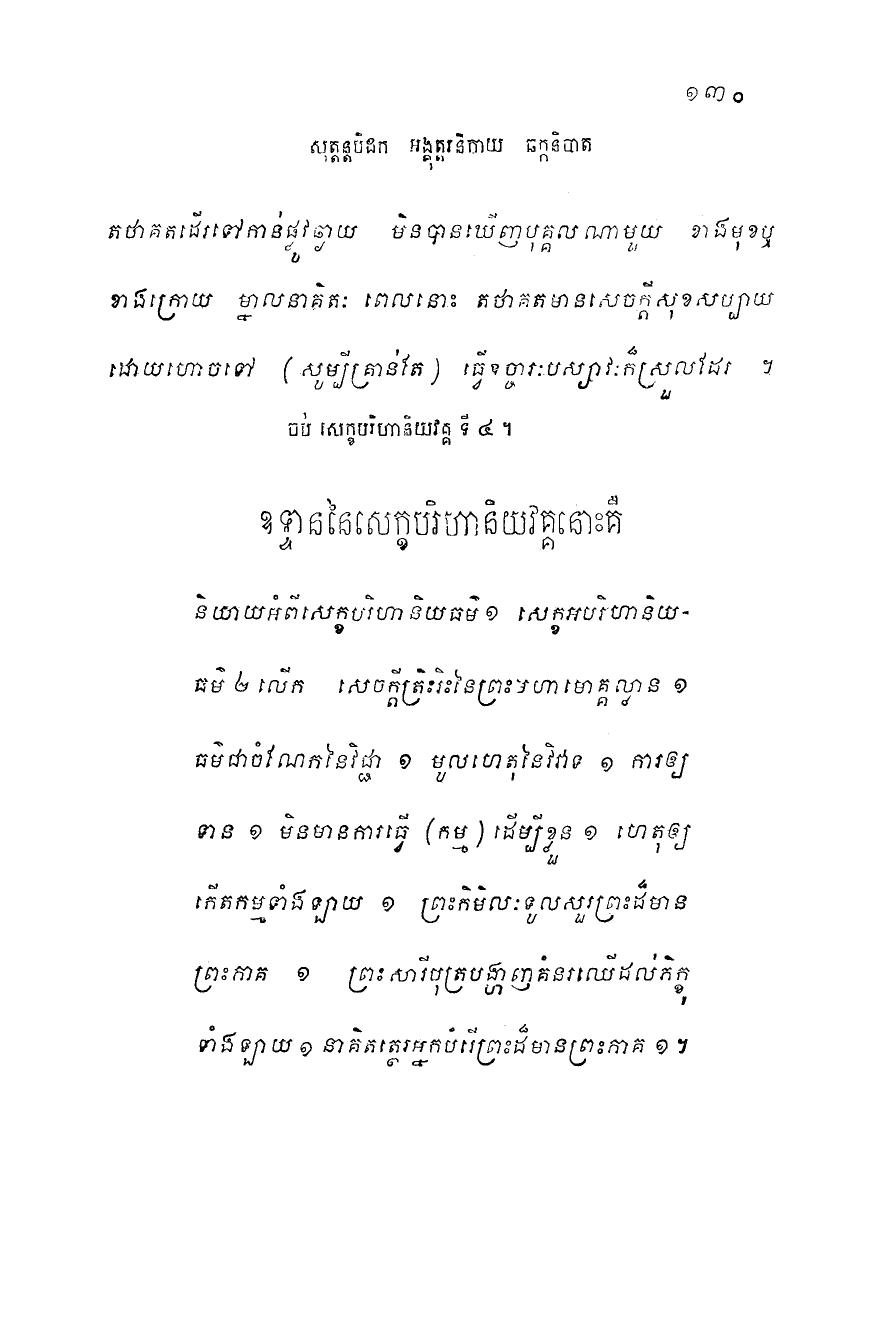 ១៣០
សុត្តន្តបិដក អង្គុត្តរនិកាយ ឆក្កនិបាត
តថាគតដើរទៅកាន់ផ្លូវឆ្ងាយ មិនបានឃើញបុគ្គលណាមួយ ខាងមុខឬ
ខាងក្រោយ ម្នាលនាគិតៈ ពេលនោះ តថាគតមានសេចក្តីសុខសប្បាយ
ដោយហោចទៅ (សូម្បីគ្រាន់តែ) ធ្វើឧច្ចារៈបស្សាវៈក៏ស្រួលដែរ ។
ចប់ សេក្ខបរិហានិយវគ្គ ទី ៤ ។
ឧទ្ទាននៃសេក្ខបរិហានិយវគ្គនោះគឺ
និយាយអំពីសេក្ខបរិហានិយធម៌ ១ សេក្ខអបរិហានិយ-
ធម៌ ២ លើក សេចក្តីត្រិះរិះនៃព្រះមហាមោគ្គល្លាន ១
ធម៌ជាចំណែកនៃវិជ្ជា ១ មូលហេតុនៃវិវាទ ១ ការឲ្យ
ទាន ១ មិនមានការធ្វើ (កម្ម) ដើម្បីខ្លួន ១ ហេតុឲ្យ
កើតកម្មទាំងឡាយ ១ ព្រះកិមិលៈទូលសួរព្រះដ៏មាន
ព្រះភាគ ១ ព្រះសារីបុត្របង្ហាញគំនរឈើដល់ភិក្ខុ
ទាំងឡាយ ១ នាគិតត្ថេរអ្នកបំរើព្រះដ៏មានព្រះភាគ ១ ។